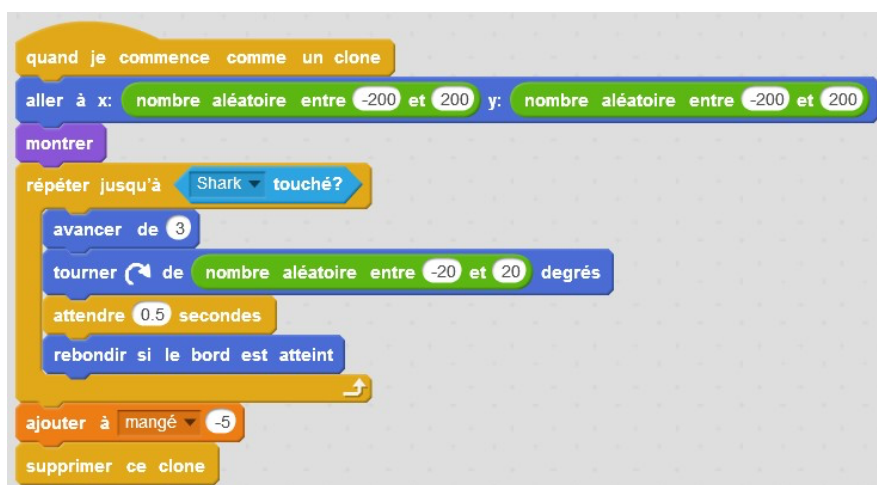 quand je commence comme un clone
aller à x: nombre aléatoire entre -200 et 200 y: nombre aléatoire entre -200 et 200
montrer
répéter jusqu'à Shark touché?
avancer de 3
tourner de nombre aléatoire entre -20 et 20 degrés
attendre 0.5 secondes
rebondir si le bord est atteint
ajouter à mangé -5
supprimer ce clone